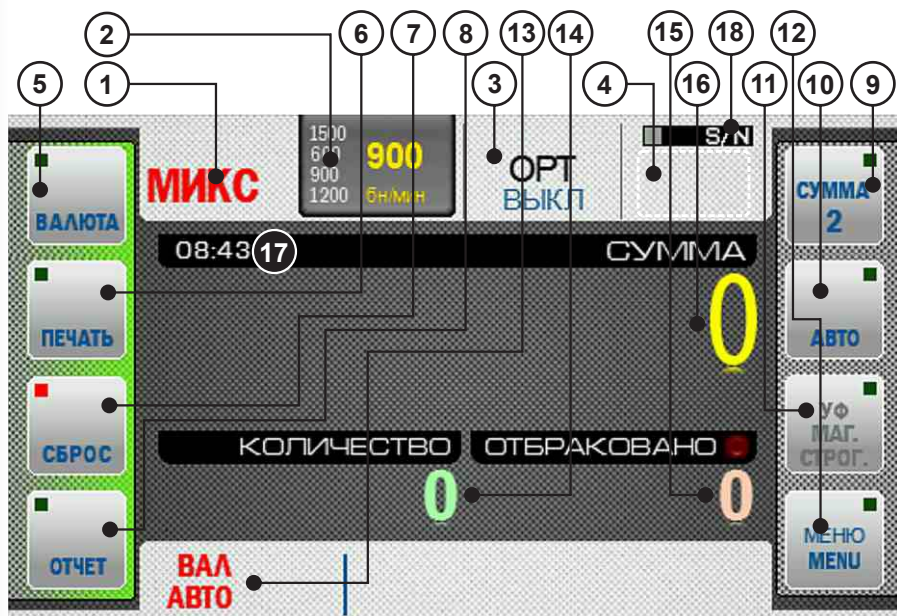 2 6 7 8 13 14 15 18 12
5 1 3 4 16 11 10 9
ВАЛЮТА
МИКС
1500
600
900
1200
900
бн/мин
ОРТ
ВЫКЛ
S/N
СУММА
2
08:43 17
СУММА
0
ПЕЧАТЬ
АВТО
СБРОС
КОЛИЧЕСТВО
0
ОТБРАКОВАНО
0
УФ
МАГ.
СТРОГ.
ОТЧЕТ
ВАЛ
АВТО
МЕНЮ
MENU